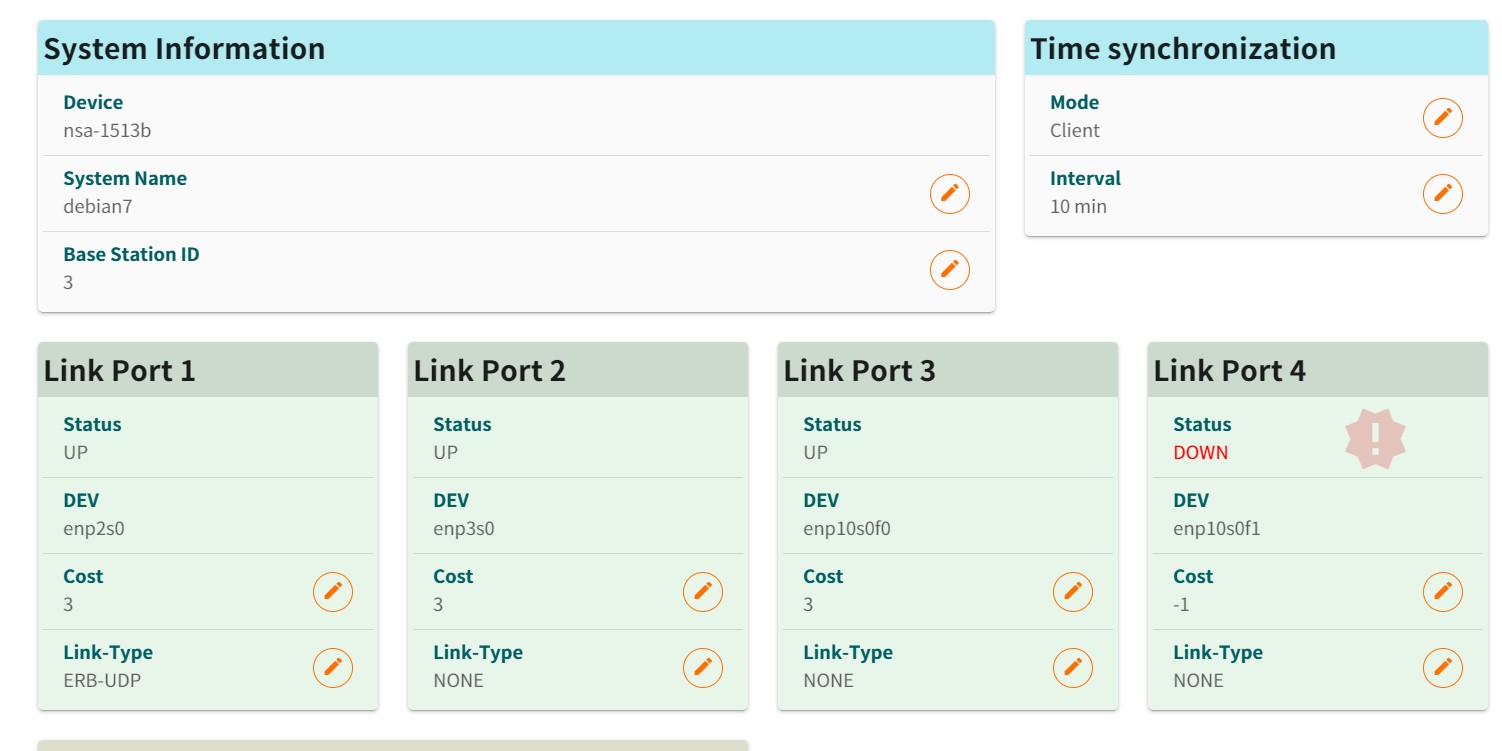 System Information
Device
nsa-1513b
System Name
debian7
Base Station ID
3
Time synchronization
Mode
Client
Interval
10 min
Link Port 1
Status
UP
DEV
enp2s0
Cost
3
Link-Type
ERB-UDP
Link Port 2
Status
UP
DEV
enp3s0
Cost
3
Link-Type
NONE
Link Port 3
Status
UP
DEV
enp10s0f0
Cost
3
Link-Type
NONE
Link Port 4
Status
DOWN
DEV
enp10s0f1
Cost
-1
Link-Type
NONE